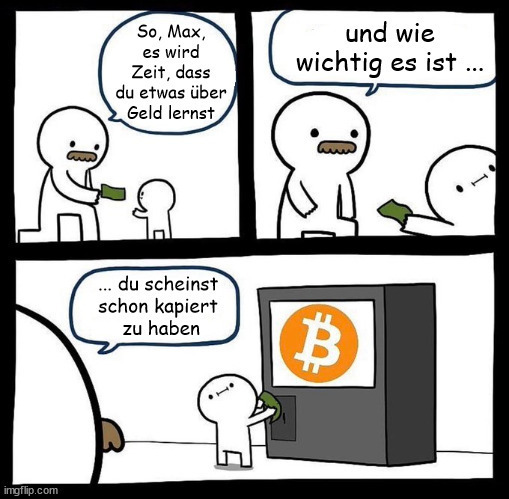 So, Max,
es wird
Zeit, dass
du etwas über
Geld lernst
und wie
wichtig es ist ...
... du scheinst
schon kapiert
zu haben
₿
imgflip.com